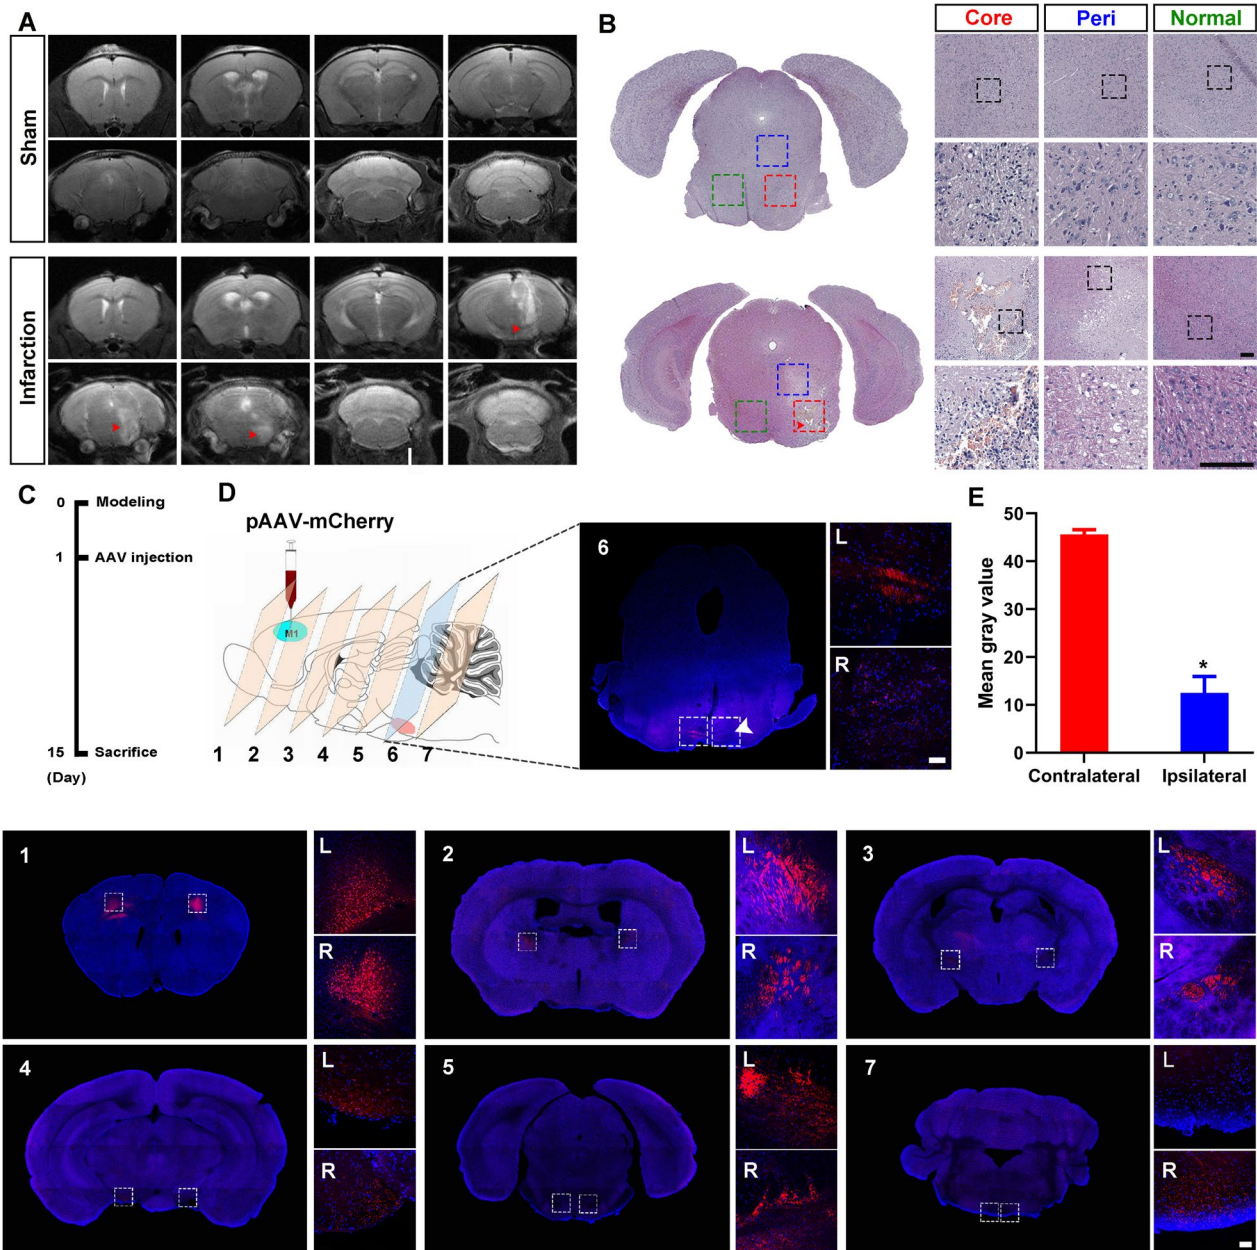 A
Sham
Infarction
B
Core
Peri
Normal
C
0
Modeling
1
AAV injection
15
Sacrifice
(Day)
D
pAAV-mCherry
M1
1
2
3
4
5
6
7
6
L
R
E
Mean gray value
50
40
30
20
10
0
*
Contralateral
Ipsilateral
1
L
R
2
L
R
3
L
R
4
L
R
5
L
R
7
L
R